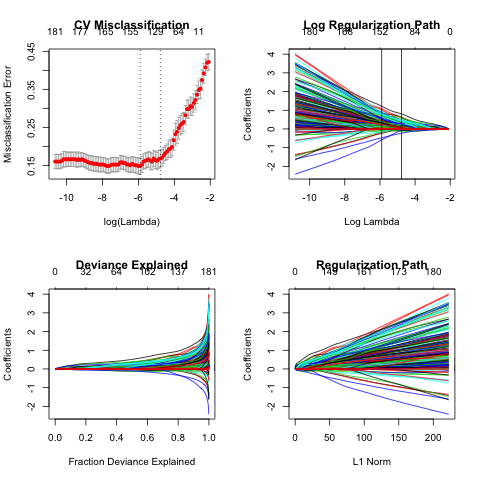 CV Misclassification
181 177 165 155 129 64 11
Misclassification Error
0.45
0.35
0.25
0.15
-10 -8 -6 -4 -2
log(Lambda)
Log Regularization Path
180 168 152 84 0
Coefficients
4
3
2
1
0
-1
-2
-10 -8 -6 -4 -2
Log Lambda
Deviance Explained
0 32 64 102 137 181
Coefficients
4
3
2
1
0
-1
-2
0.0 0.2 0.4 0.6 0.8 1.0
Fraction Deviance Explained
Regularization Path
0 149 161 173 180
Coefficients
4
3
2
1
0
-1
-2
0 50 100 150 200
L1 Norm